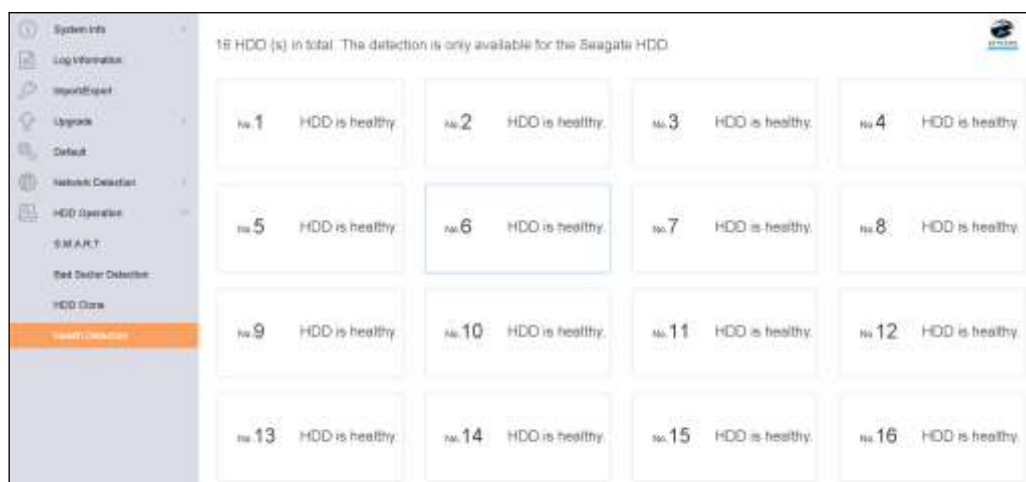 System Info
Log Information
Import/Export
Upgrade
Default
Network Detection
HDD Operation
S.M.A.R.T
Bad Sector Detection
HDD Clone
Health Detection
16 HDD (s) in total. The detection is only available for the Seagate HDD.
No.1 HDD is healthy.
No.2 HDD is healthy.
No.3 HDD is healthy.
No.4 HDD is healthy.
No.5 HDD is healthy.
No.6 HDD is healthy.
No.7 HDD is healthy.
No.8 HDD is healthy.
No.9 HDD is healthy.
No.10 HDD is healthy.
No.11 HDD is healthy.
No.12 HDD is healthy.
No.13 HDD is healthy.
No.14 HDD is healthy.
No.15 HDD is healthy.
No.16 HDD is healthy.